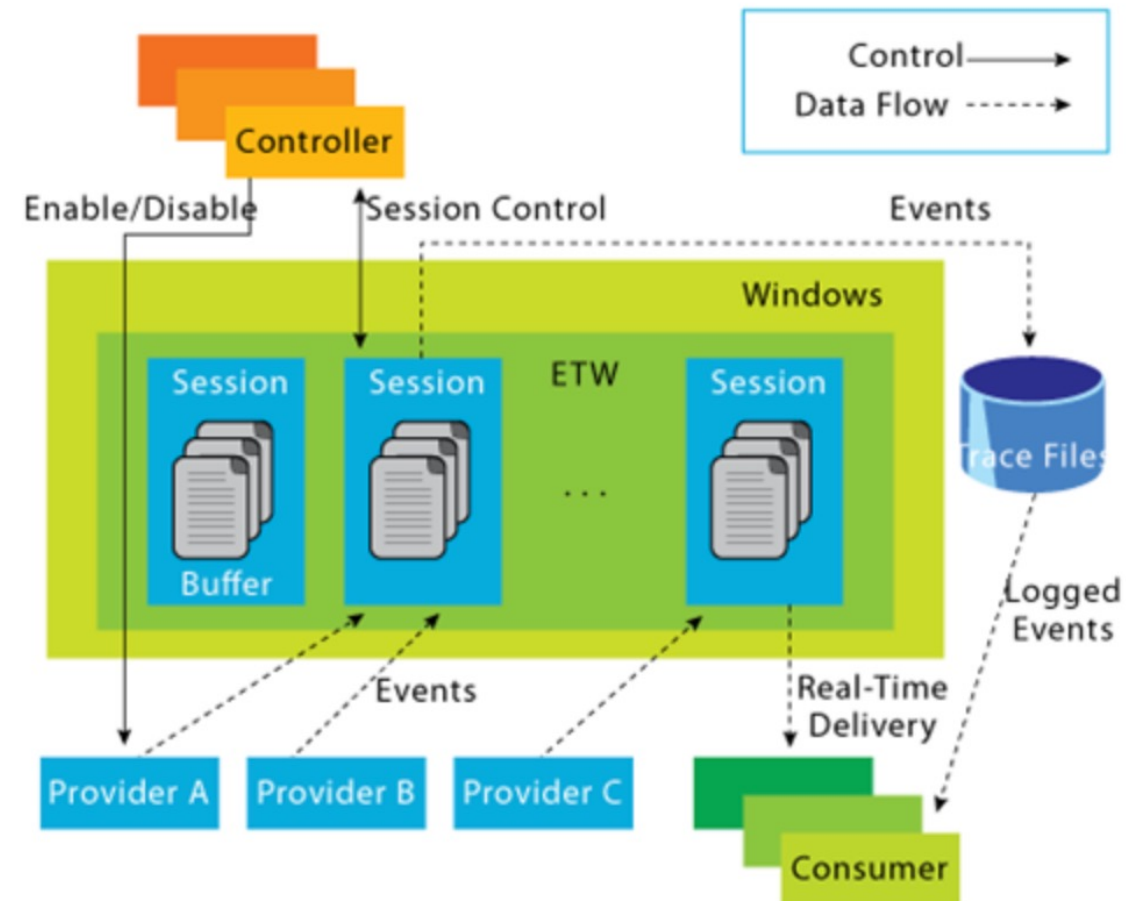 Control
Data Flow
Controller
Enable/Disable
Session Control
Events
Windows
Session
Session
ETW
Session
Trace Files
...
Buffer
Logged
Events
Events
Real-Time
Delivery
Provider A
Provider B
Provider C
Consumer